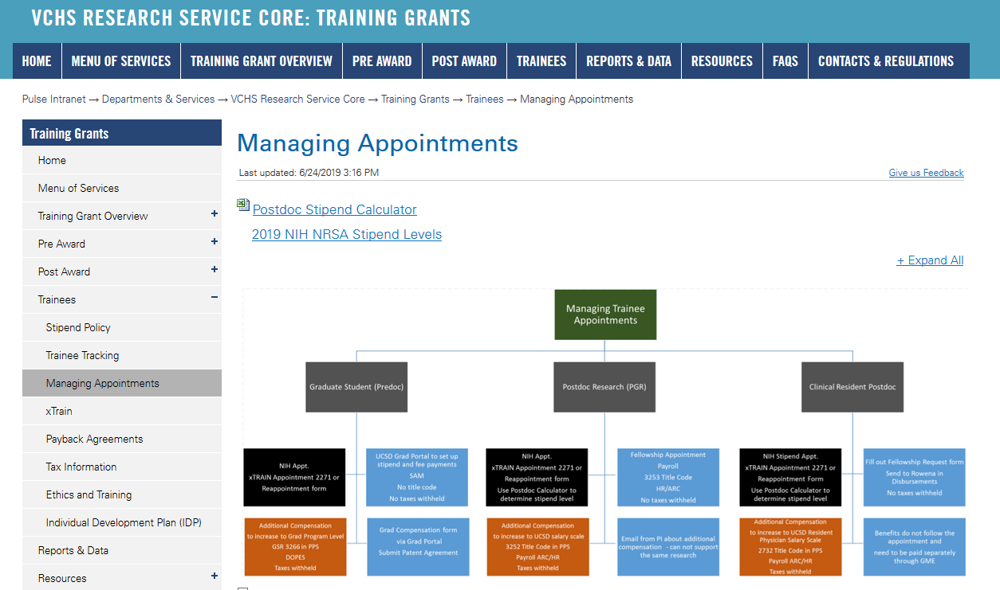 VCHS RESEARCH SERVICE CORE: TRAINING GRANTS
HOME
MENU OF SERVICES
TRAINING GRANT OVERVIEW
PRE AWARD
POST AWARD
TRAINEES
REPORTS & DATA
RESOURCES
FAQS
CONTACTS & REGULATIONS
Pulse Intranet → Departments & Services → VCHS Research Service Core → Training Grants → Trainees → Managing Appointments
Training Grants
Home
Menu of Services
Training Grant Overview +
Pre Award +
Post Award +
Trainees −
Stipend Policy
Trainee Tracking
Managing Appointments
xTrain
Payback Agreements
Tax Information
Ethics and Training
Individual Development Plan (IDP)
Reports & Data
Resources +
Managing Appointments
Last updated: 6/24/2019 3:16 PM
Give us Feedback
Postdoc Stipend Calculator
2019 NIH NRSA Stipend Levels
+ Expand All
Managing Trainee
Appointments
Graduate Student (Predoc)
Postdoc Research (PGR)
Clinical Resident Postdoc
NIH Appt.
xTRAIN Appointment 2271 or
Reappointment form
UCSD Grad Portal to set up
stipend and fee payments
SAM
No title code
No taxes withheld
NIH Appt.
xTRAIN Appointment 2271 or
Reappointment form
Use Postdoc Calculator to
determine stipend level
Fellowship Appointment
Payroll
3253 Title Code
HR/ARC
No taxes withheld
NIH Stipend Appt.
xTRAIN Appointment 2271 or
Reappointment Form
Use Postdoc Calculator to
determine stipend level
Fill out Fellowship Request form
Send to Rowena in
Disbursements
No taxes withheld
Additional Compensation
to increase to Grad Program Level
GSR 3266 in PPS
DOPES
Taxes withheld
Grad Compensation form
via Grad Portal
Submit Patent Agreement
Additional Compensation
to increase to UCSD salary scale
3252 Title Code in PPS
Payroll ARC/HR
Taxes withheld
Email from PI about additional
compensation - can not support
the same research
Additional Compensation
to increase to UCSD Resident
Physician Salary Scale
2732 Title Code in PPS
Payroll ARC/HR
Taxes withheld
Benefits do not follow the
appointment and
need to be paid separately
through GME